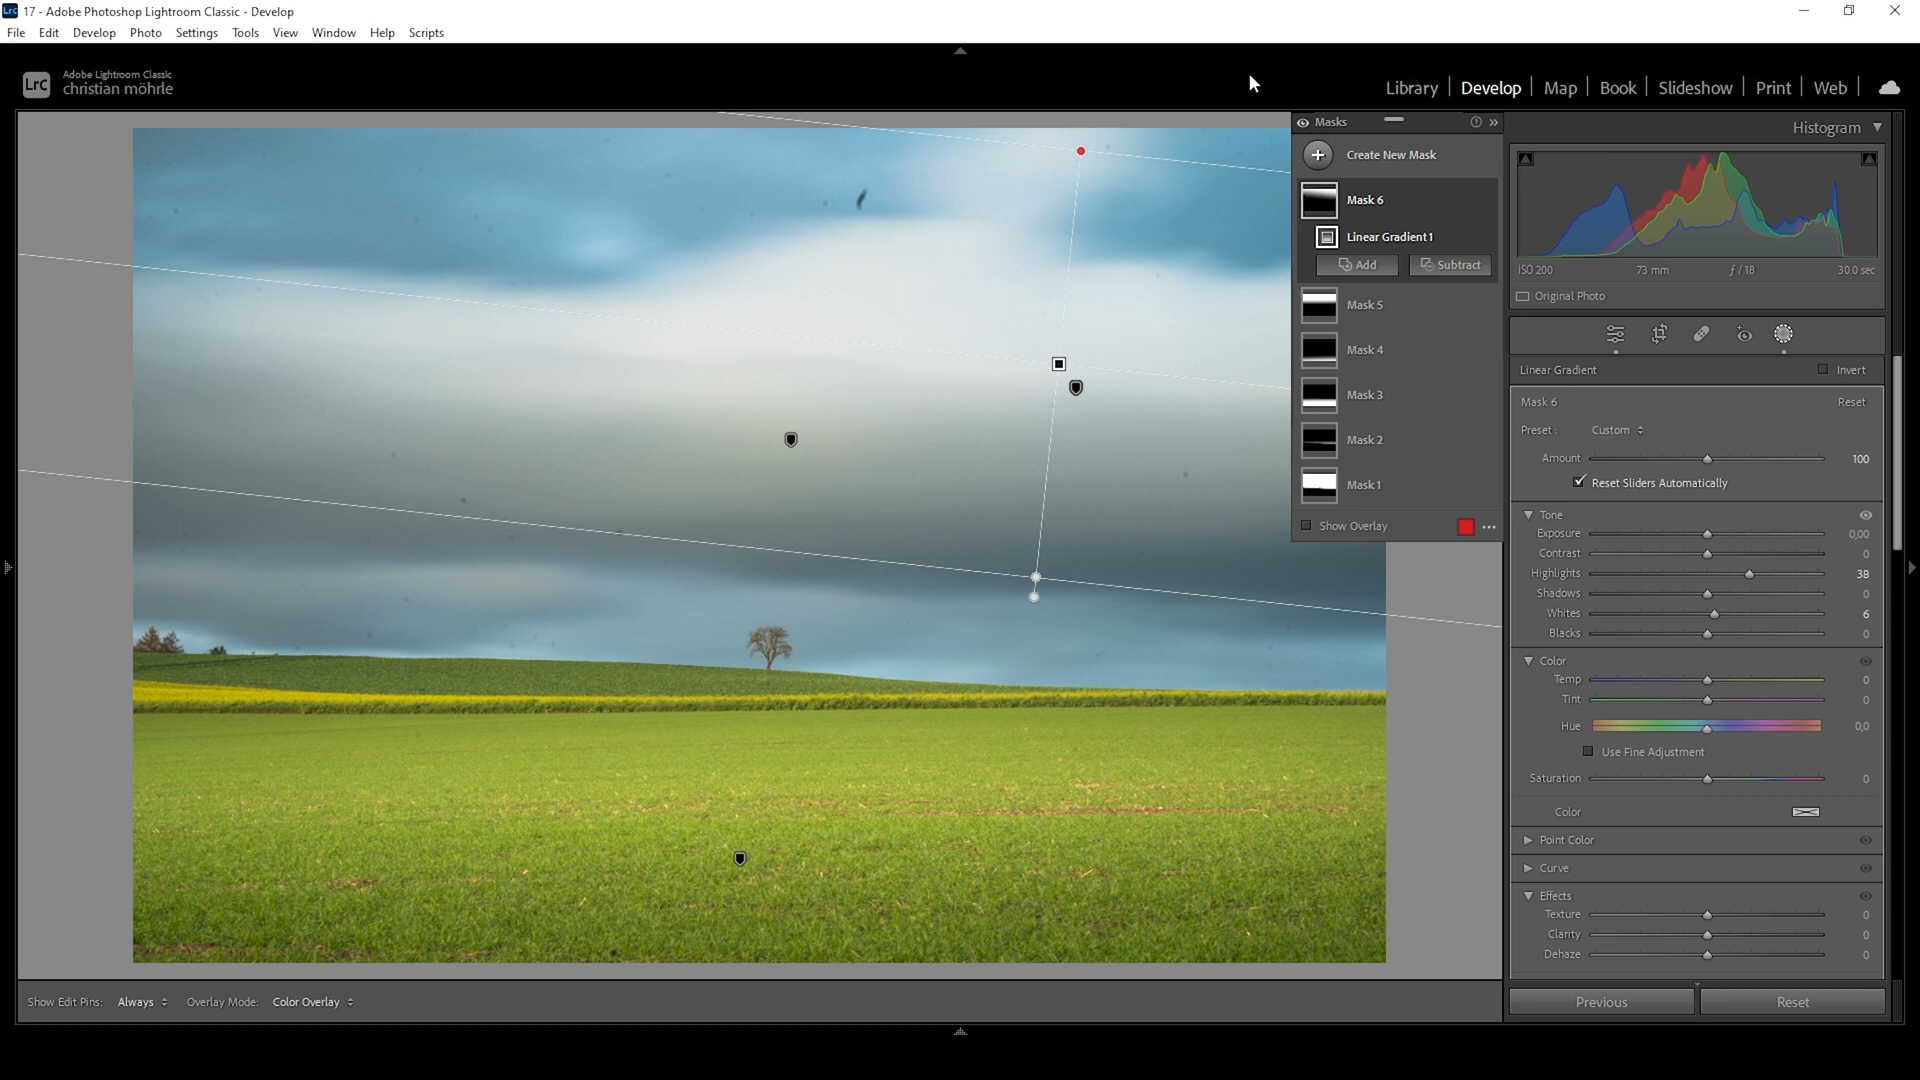 17 - Adobe Photoshop Lightroom Classic - Develop
File Edit Develop Photo Settings Tools View Window Help Scripts
LrC Adobe Lightroom Classic
christian möhrle
Library Develop Map Book Slideshow Print Web
Masks
Create New Mask
Mask 6
Linear Gradient 1
Add Subtract
Mask 5
Mask 4
Mask 3
Mask 2
Mask 1
Show Overlay
Histogram
ISO 200 73 mm ƒ / 18 30.0 sec
Original Photo
Linear Gradient Invert
Mask 6 Reset
Preset : Custom
Amount 100
Reset Sliders Automatically
Tone
Exposure 0,00
Contrast 0
Highlights 38
Shadows 0
Whites 6
Blacks 0
Color
Temp 0
Tint 0
Hue 0,0
Use Fine Adjustment
Saturation 0
Color
Point Color
Curve
Effects
Texture 0
Clarity 0
Dehaze 0
Previous Reset
Show Edit Pins: Always Overlay Mode: Color Overlay